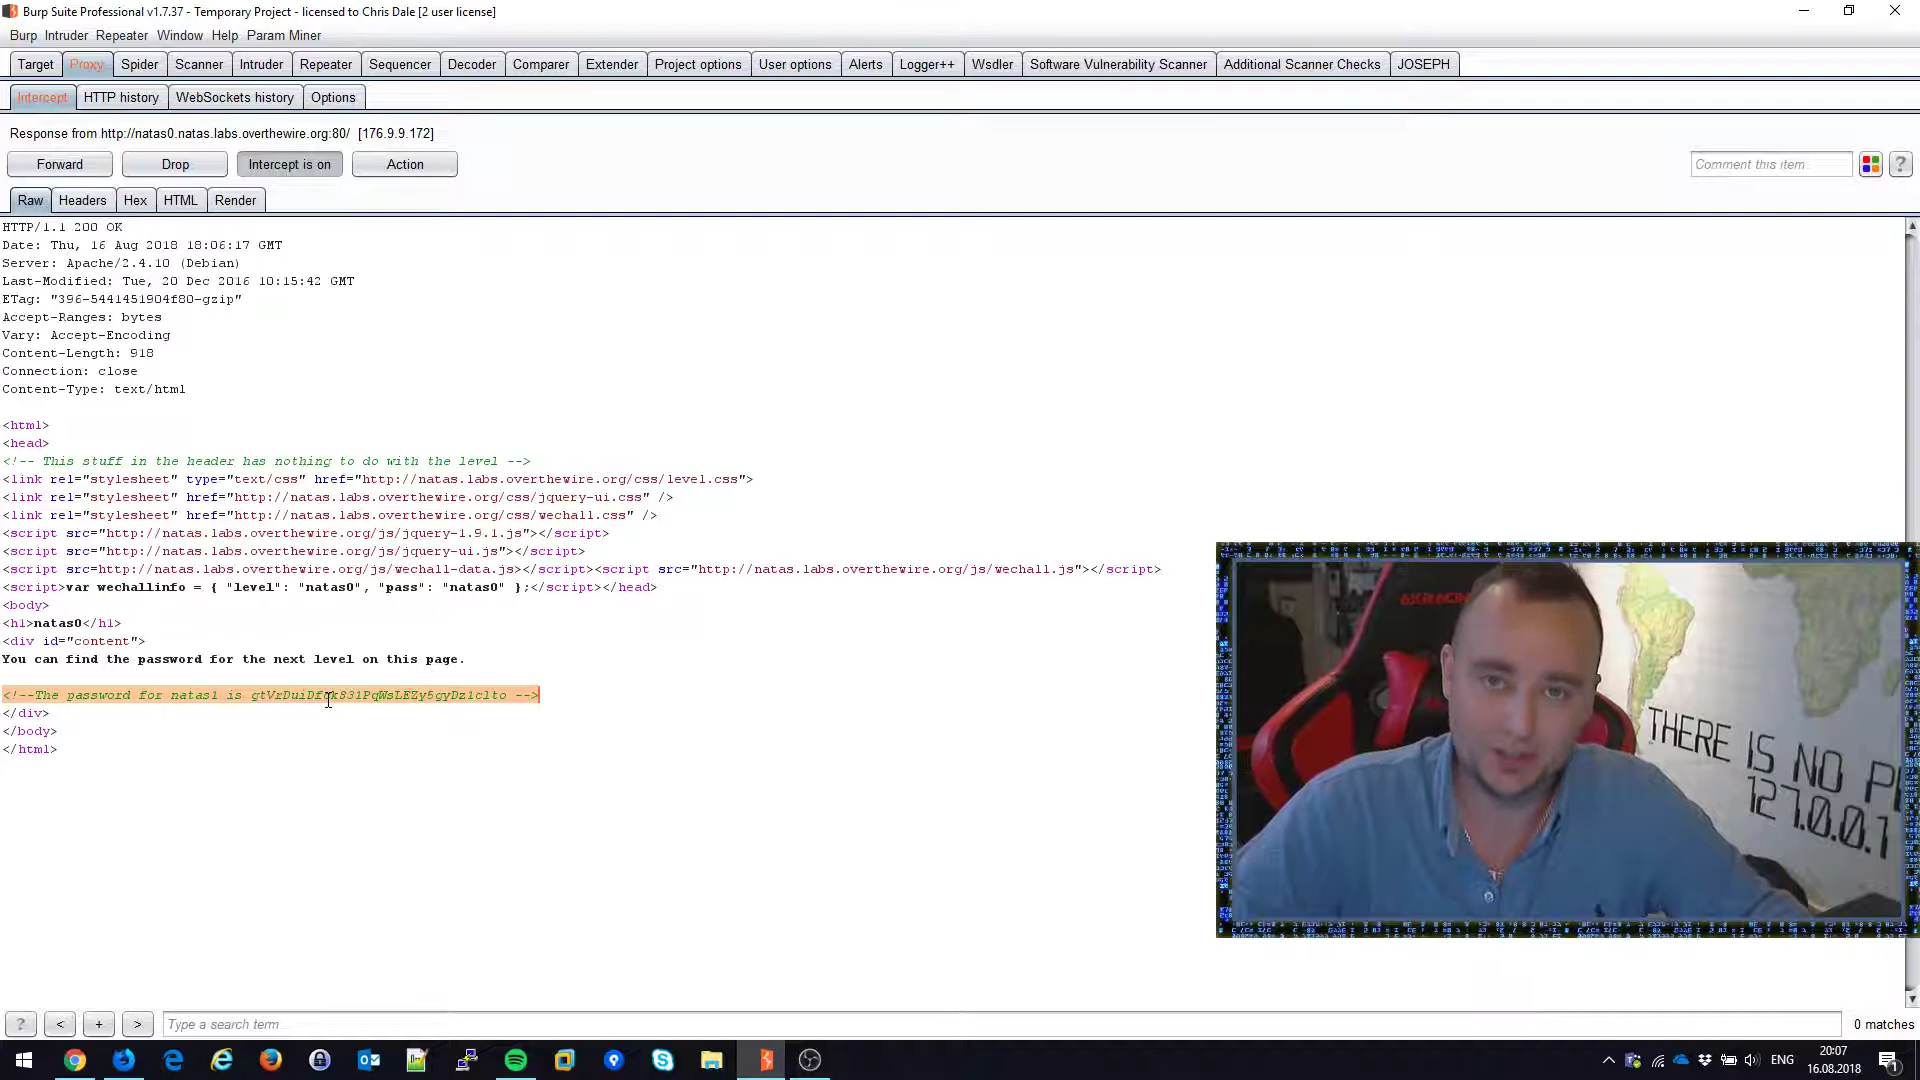 Burp Suite Professional v1.7.37 - Temporary Project - licensed to Chris Dale [2 user license]
Burp Intruder Repeater Window Help Param Miner
Target Proxy Spider Scanner Intruder Repeater Sequencer Decoder Comparer Extender Project options User options Alerts Logger++ Wsdler Software Vulnerability Scanner Additional Scanner Checks JOSEPH
Intercept HTTP history WebSockets history Options
Response from http://natas0.natas.labs.overthewire.org:80/ [176.9.9.172]
Forward Drop Intercept is on Action Comment this item ?
Raw Headers Hex HTML Render
HTTP/1.1 200 OK
Date: Thu, 16 Aug 2018 18:06:17 GMT
Server: Apache/2.4.10 (Debian)
Last-Modified: Tue, 20 Dec 2016 10:15:42 GMT
ETag: "396-5441451904f80-gzip"
Accept-Ranges: bytes
Vary: Accept-Encoding
Content-Length: 918
Connection: close
Content-Type: text/html
<html>
<head>
<!-- This stuff in the header has nothing to do with the level -->
<link rel="stylesheet" type="text/css" href="http://natas.labs.overthewire.org/css/level.css">
<link rel="stylesheet" href="http://natas.labs.overthewire.org/css/jquery-ui.css" />
<link rel="stylesheet" href="http://natas.labs.overthewire.org/css/wechall.css" />
<script src="http://natas.labs.overthewire.org/js/jquery-1.9.1.js"></script>
<script src="http://natas.labs.overthewire.org/js/jquery-ui.js"></script>
<script src=http://natas.labs.overthewire.org/js/wechall-data.js></script><script src="http://natas.labs.overthewire.org/js/wechall.js"></script>
<script>var wechallinfo = { "level": "natas0", "pass": "natas0" };</script></head>
<body>
<h1>natas0</h1>
<div id="content">
You can find the password for the next level on this page.
<!--The password for natas1 is -->
</div>
</body>
</html>
THERE IS NO P
127.0.0.1
? < + > Type a search term 0 matches
ENG
20:07
16.08.2018
1